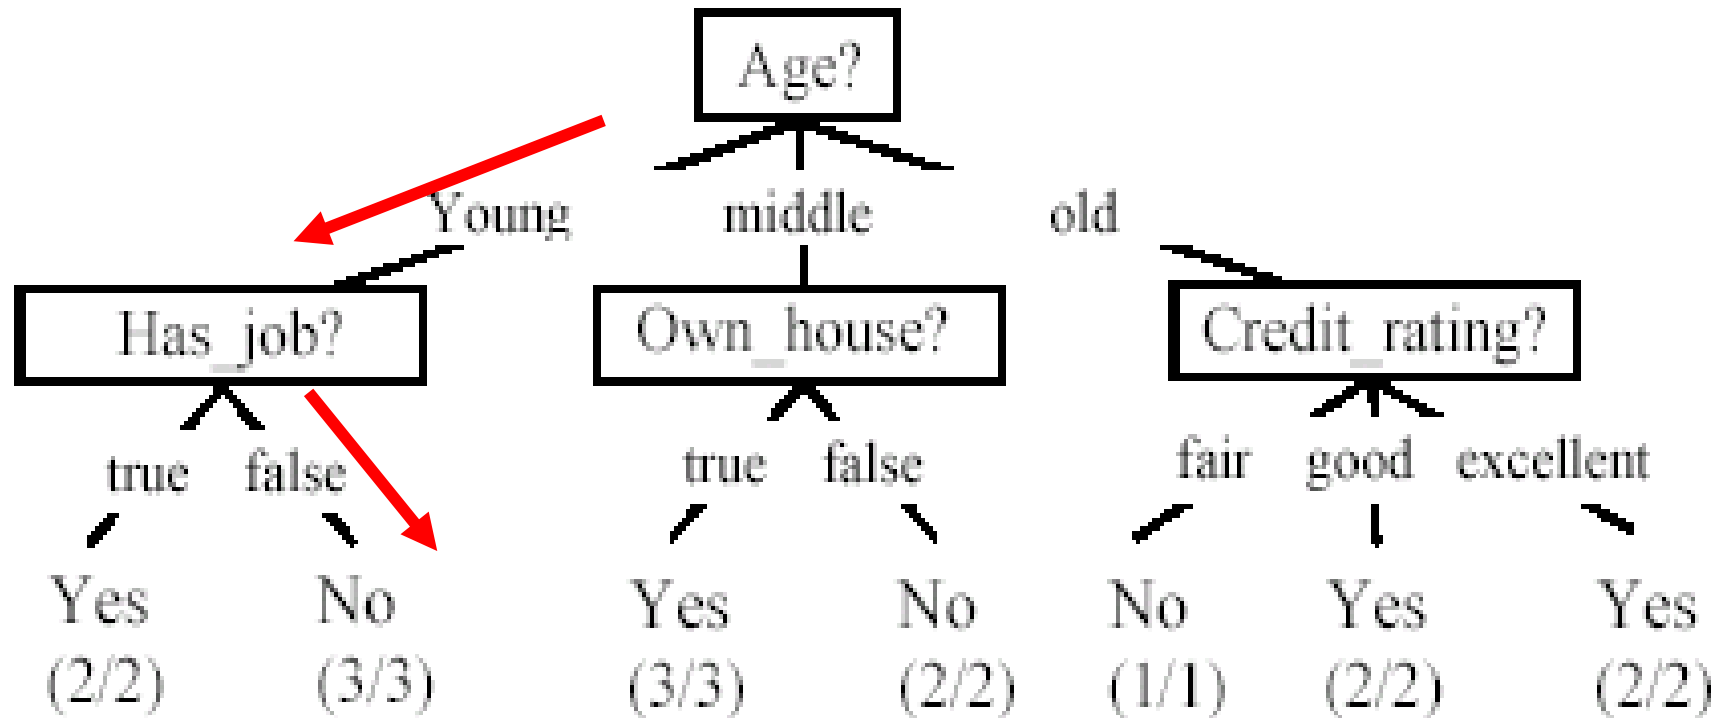 Age?
Young middle old
Has_job? Own_house? Credit_rating?
true false true false fair good excellent
Yes No Yes No No Yes Yes
(2/2) (3/3) (3/3) (2/2) (1/1) (2/2) (2/2)